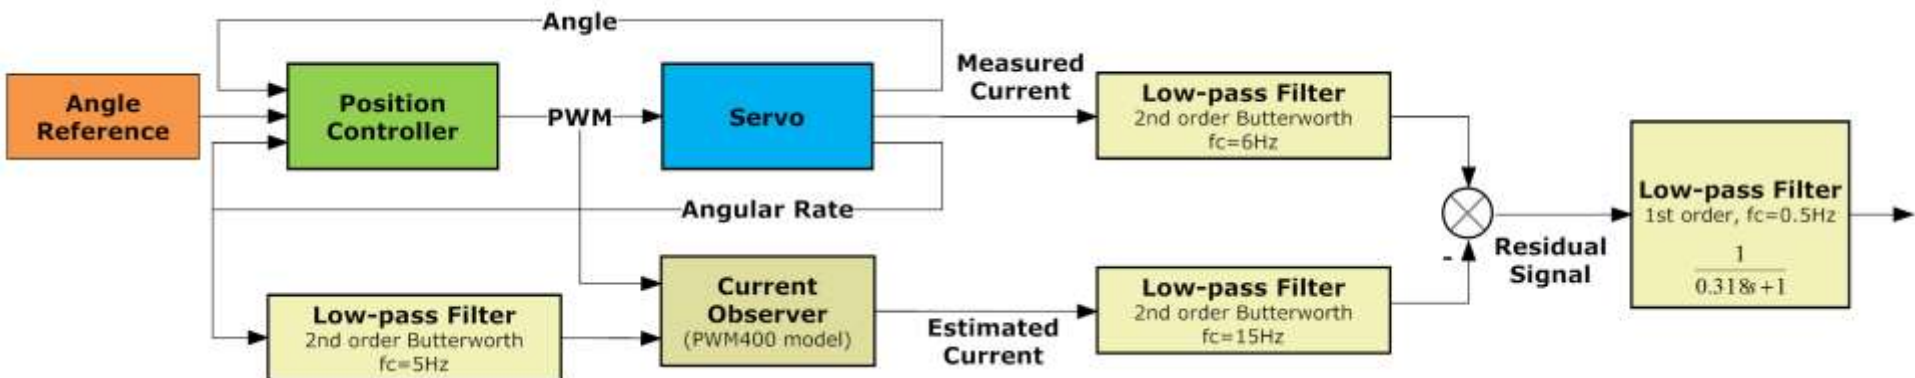 Angle
Angle
Reference
Position
Controller
PWM
Servo
Measured
Current
Low-pass Filter
2nd order Butterworth
fc=6Hz
Angular Rate
Low-pass Filter
2nd order Butterworth
fc=5Hz
Current
Observer
(PWM400 model)
Estimated
Current
Low-pass Filter
2nd order Butterworth
fc=15Hz
-
Residual
Signal
Low-pass Filter
1st order, fc=0.5Hz
1
0.318s+1